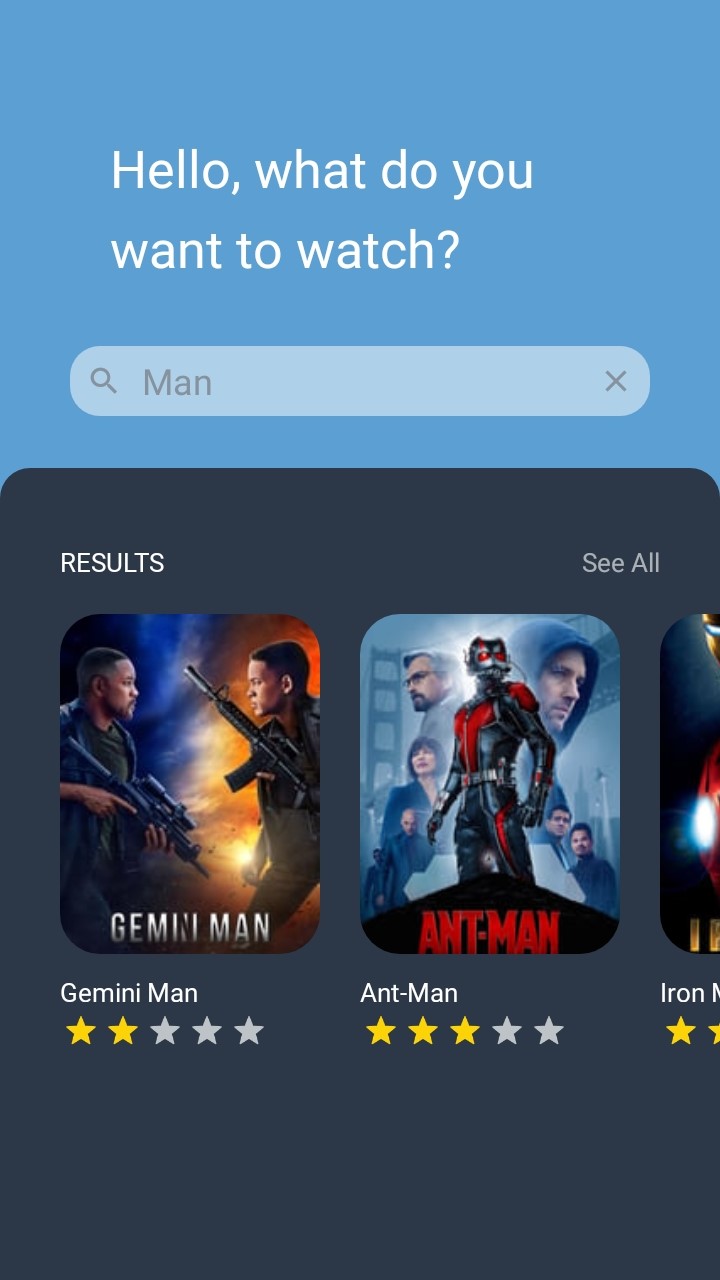 Hello, what do you
want to watch?
Man
RESULTS
See All
GEMINI MAN
ANT-MAN
Gemini Man
Ant-Man
Iron